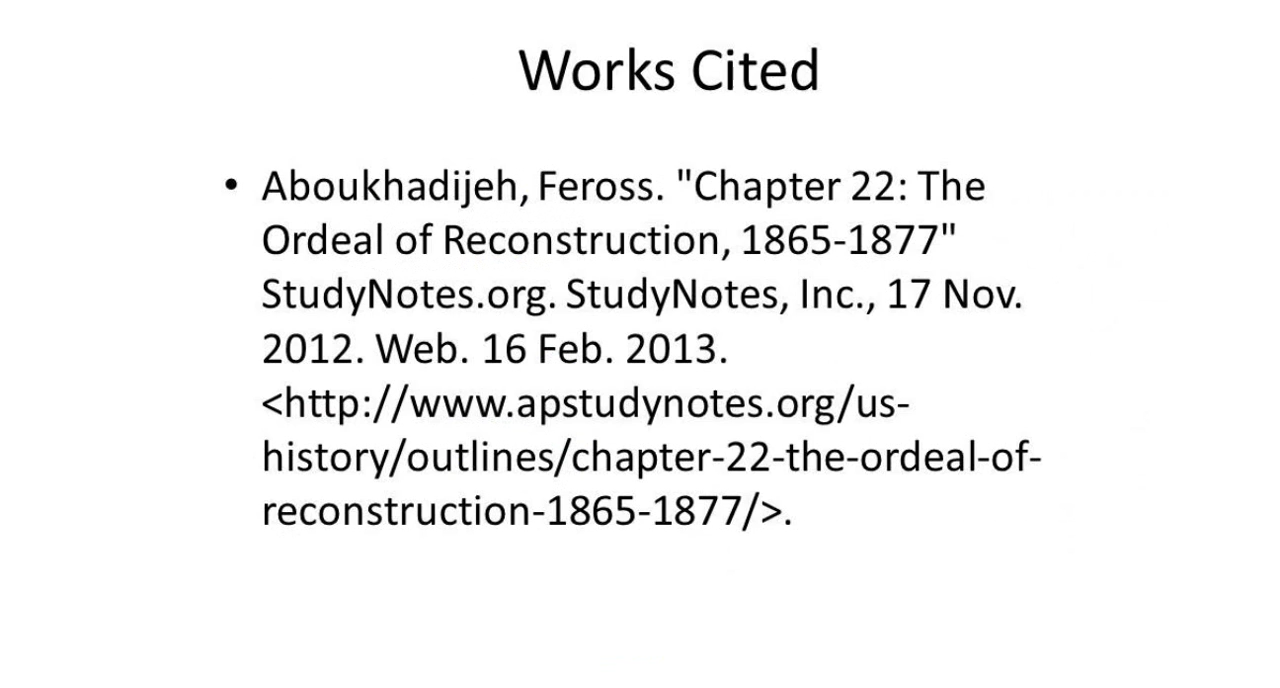 Works Cited
• Aboukhadijeh, Feross. "Chapter 22: The
Ordeal of Reconstruction, 1865-1877"
StudyNotes.org. StudyNotes, Inc., 17 Nov.
2012. Web. 16 Feb. 2013.
<http://www.apstudynotes.org/us-
history/outlines/chapter-22-the-ordeal-of-
reconstruction-1865-1877/>.